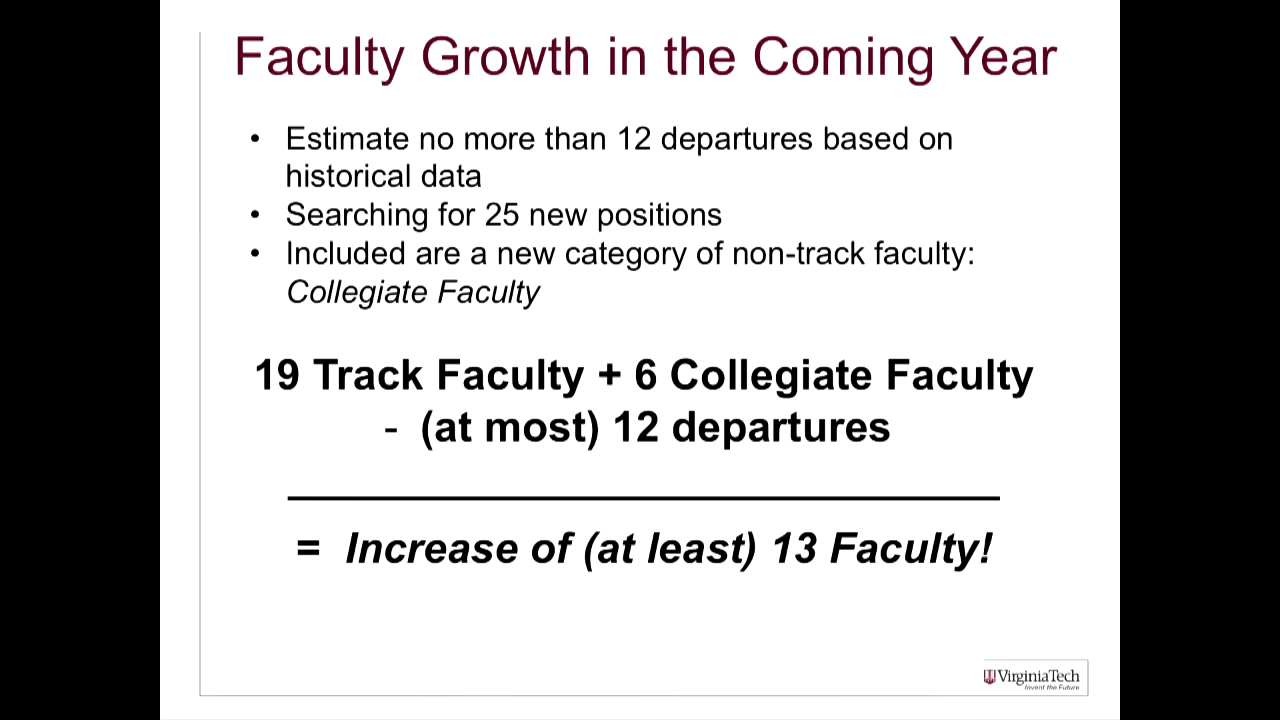 Faculty Growth in the Coming Year
• Estimate no more than 12 departures based on
historical data
• Searching for 25 new positions
• Included are a new category of non-track faculty:
Collegiate Faculty
19 Track Faculty + 6 Collegiate Faculty
- (at most) 12 departures
= Increase of (at least) 13 Faculty!
VirginiaTech
Invent the Future